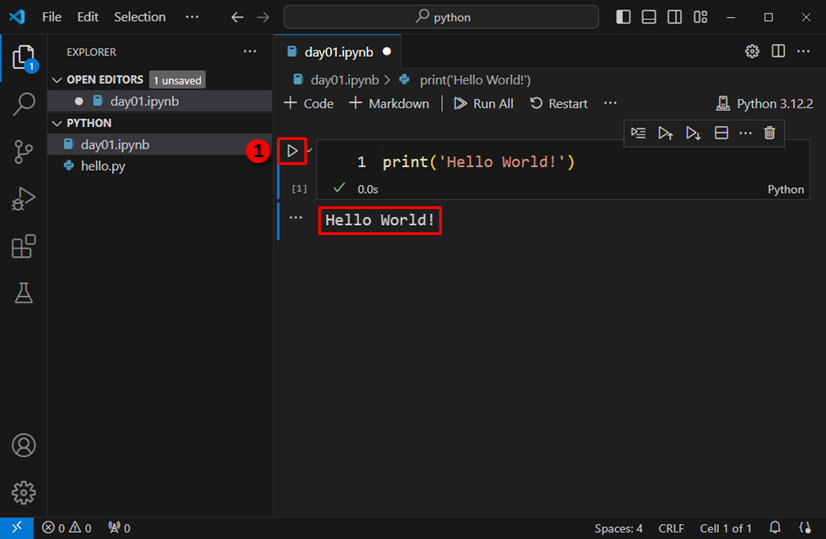 File Edit Selection ··· python
EXPLORER ···
OPEN EDITORS 1 unsaved
day01.ipynb
PYTHON
day01.ipynb
hello.py
1
day01.ipynb
···
day01.ipynb > print('Hello World!')
+ Code + Markdown | Run All Restart ··· Python 3.12.2
···
1
1 print('Hello World!')
[1] 0.0s Python
··· Hello World!
0 0 0 Spaces: 4 CRLF Cell 1 of 1